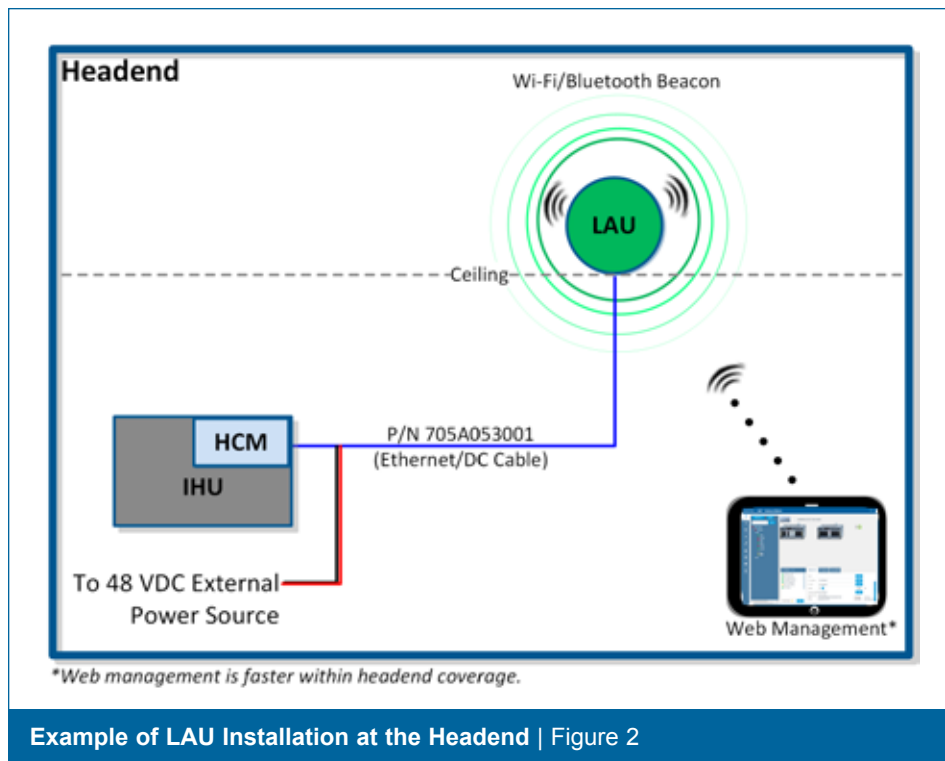 Headend
Wi-Fi/Bluetooth Beacon
LAU
Ceiling
HCM
IHU
P/N 705A053001
(Ethernet/DC Cable)
To 48 VDC External
Power Source
Web Management*
*Web management is faster within headend coverage.
Example of LAU Installation at the Headend | Figure 2